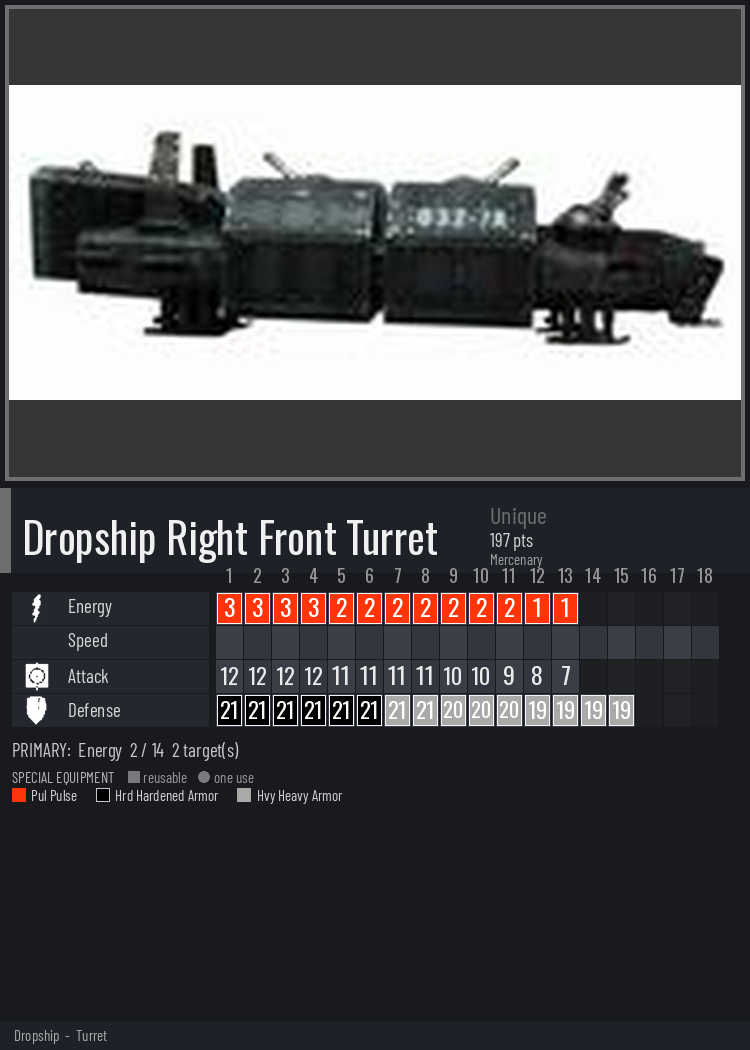 032-7A
Dropship Right Front Turret
Unique
197 pts
Mercenary
1 2 3 4 5 6 7 8 9 10 11 12 13 14 15 16 17 18
Energy 3 3 3 3 2 2 2 2 2 2 2 1 1
Speed
Attack 12 12 12 12 11 11 11 11 10 10 9 8 7
Defense 21 21 21 21 21 21 21 21 20 20 20 19 19 19 19
PRIMARY: Energy 2 / 14 2 target(s)
SPECIAL EQUIPMENT reusable one use
Pul Pulse Hrd Hardened Armor Hvy Heavy Armor
Dropship - Turret